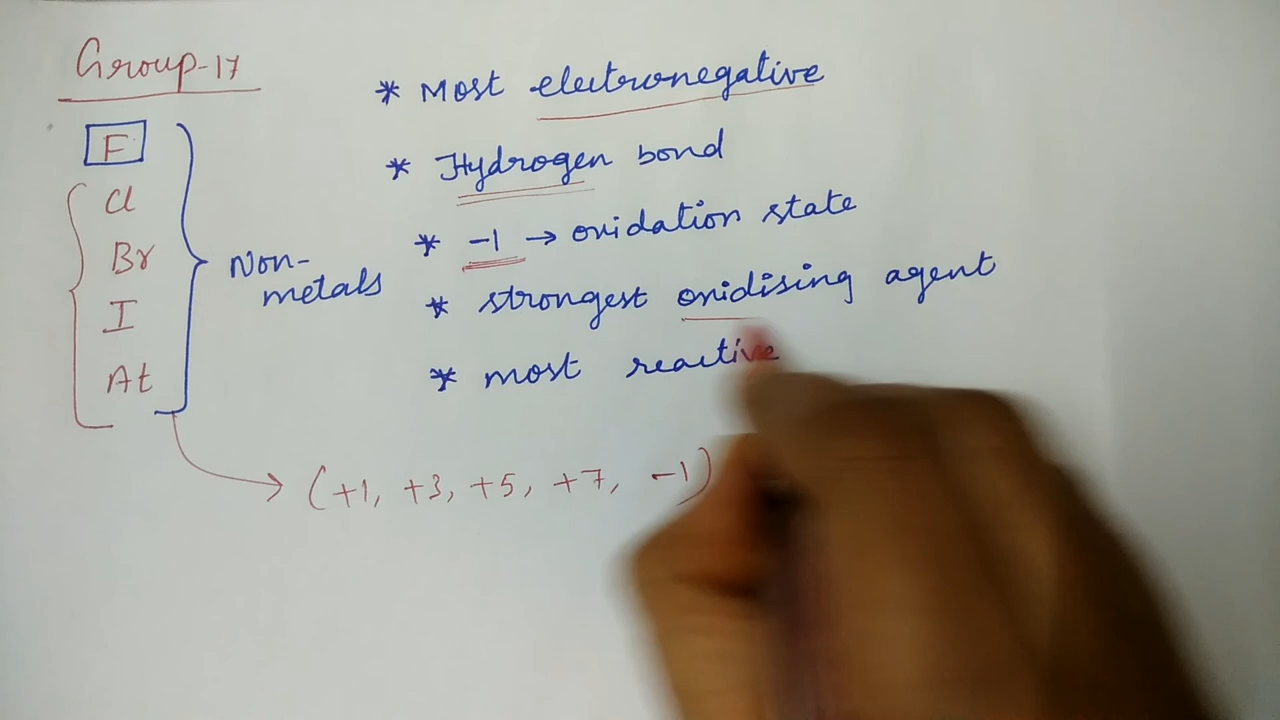 Group-17
F
Cl
Br
I
At
Non-
metals
* Most electronegative
* Hydrogen bond
* -1 → oxidation state
* strongest oxidising agent
* most reactive
(+1, +3, +5, +7, -1)